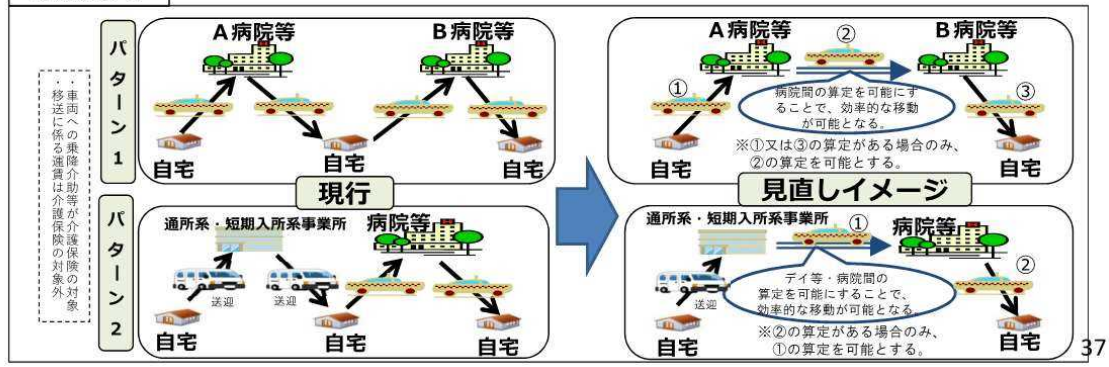 ・車両への乗降介助等が介護保険の対象
・移送に係る運賃は介護保険の対象外
パターン1
A病院等
B病院等
自宅
自宅
自宅
現行
A病院等
②
B病院等
①
③
病院間の算定を可能にす
ることで、効率的な移動
が可能となる。
※①又は③の算定がある場合のみ、
②の算定を可能とする。
自宅
自宅
見直しイメージ
パターン2
通所系・短期入所系事業所
病院等
送迎
送迎
自宅
自宅
自宅
通所系・短期入所系事業所
①
病院等
②
送迎
デイ等・病院間の
算定を可能にすることで、
効率的な移動が可能となる。
※②の算定がある場合のみ、
①の算定を可能とする。
自宅
自宅
37